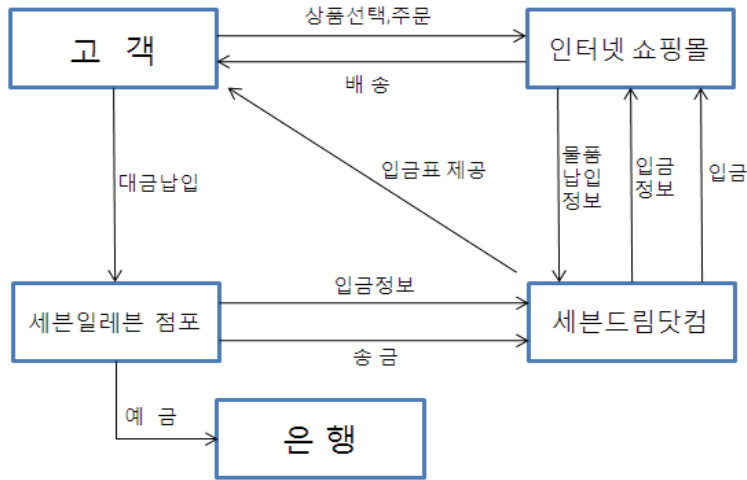 상품선택,주문
고 객
인터넷 쇼핑몰
배 송
대금납입
입금표 제공
물품
납입
정보
입금
정보
입금
세븐일레븐 점포
입금정보
세븐드림닷컴
송 금
예 금
은 행